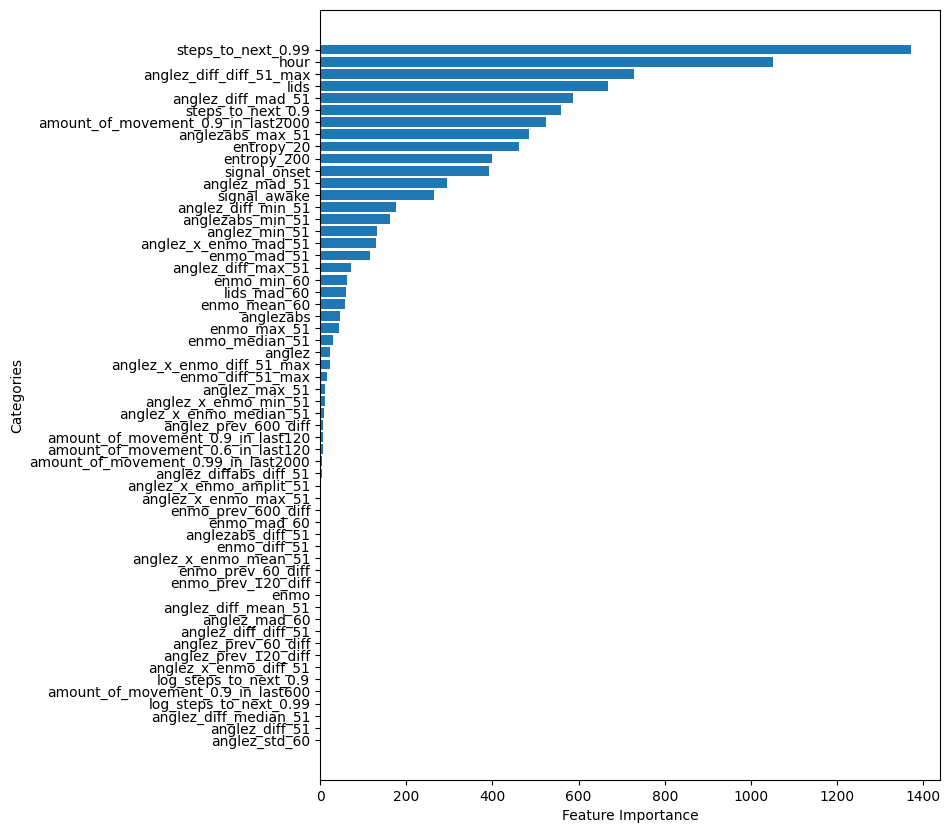 steps_to_next_0.99
hour
anglez_diff_diff_51_max
lids
anglez_diff_mad_51
steps_to_next_0.9
amount_of_movement_0.9_in_last2000
anglezabs_max_51
entropy_20
entropy_200
signal_onset
anglez_mad_51
signal_awake
anglez_diff_min_51
anglezabs_min_51
anglez_min_51
anglez_x_enmo_mad_51
enmo_mad_51
anglez_diff_max_51
enmo_min_60
lids_mad_60
enmo_mean_60
anglezabs
enmo_max_51
enmo_median_51
anglez
anglez_x_enmo_diff_51_max
enmo_diff_51_max
anglez_max_51
anglez_x_enmo_min_51
anglez_x_enmo_median_51
anglez_prev_600_diff
amount_of_movement_0.9_in_last120
amount_of_movement_0.6_in_last120
amount_of_movement_0.99_in_last2000
anglez_diffabs_diff_51
anglez_x_enmo_amplit_51
anglez_x_enmo_max_51
enmo_prev_600_diff
enmo_mad_60
anglezabs_diff_51
enmo_diff_51
anglez_x_enmo_mean_51
enmo_prev_60_diff
enmo_prev_120_diff
enmo
anglez_diff_mean_51
anglez_mad_60
anglez_diff_diff_51
anglez_prev_60_diff
anglez_prev_120_diff
anglez_x_enmo_diff_51
log_steps_to_next_0.9
amount_of_movement_0.9_in_last600
log_steps_to_next_0.99
anglez_diff_median_51
anglez_diff_51
anglez_std_60
Categories
0 200 400 600 800 1000 1200 1400
Feature Importance